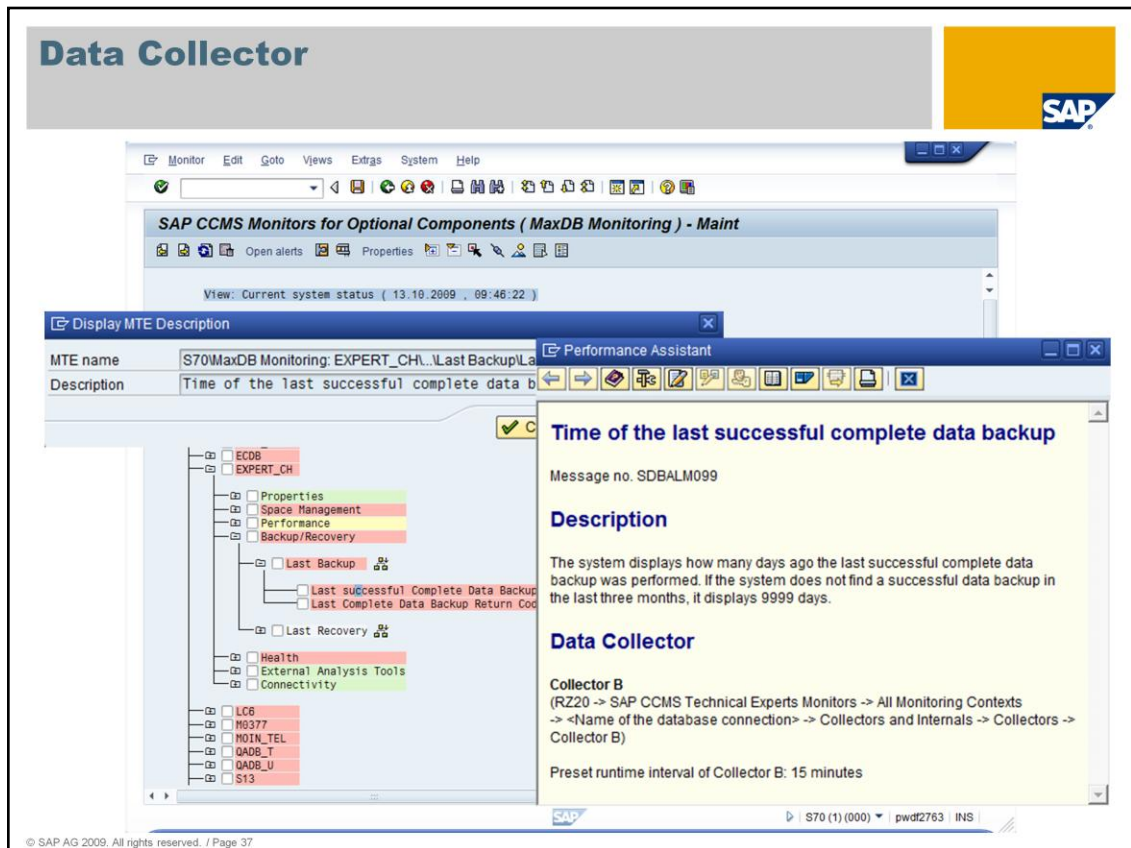 Data Collector
SAP
Monitor Edit Goto Views Extras System Help
SAP CCMS Monitors for Optional Components ( MaxDB Monitoring ) - Maint
Open alerts Properties
View: Current system status ( 13.10.2009 , 09:46:22 )
Display MTE Description
MTE name S70\MaxDB Monitoring: EXPERT_CH\...\Last Backup\La
Description Time of the last successful complete data b
C
ECDB
EXPERT_CH
Properties
Space Management
Performance
Backup/Recovery
Last Backup
Last successful Complete Data Backup
Last Complete Data Backup Return Cod
Last Recovery
Health
External Analysis Tools
Connectivity
LC6
M0377
MOIN_TEL
QADB_T
QADB_U
S13
Performance Assistant
Time of the last successful complete data backup
Message no. SDBALM099
Description
The system displays how many days ago the last successful complete data
backup was performed. If the system does not find a successful data backup in
the last three months, it displays 9999 days.
Data Collector
Collector B
(RZ20 -> SAP CCMS Technical Experts Monitors -> All Monitoring Contexts
-> <Name of the database connection> -> Collectors and Internals -> Collectors ->
Collector B)
Preset runtime interval of Collector B: 15 minutes
SAP
S70 (1) (000) pwdf2763 INS
© SAP AG 2009. All rights reserved. / Page 37